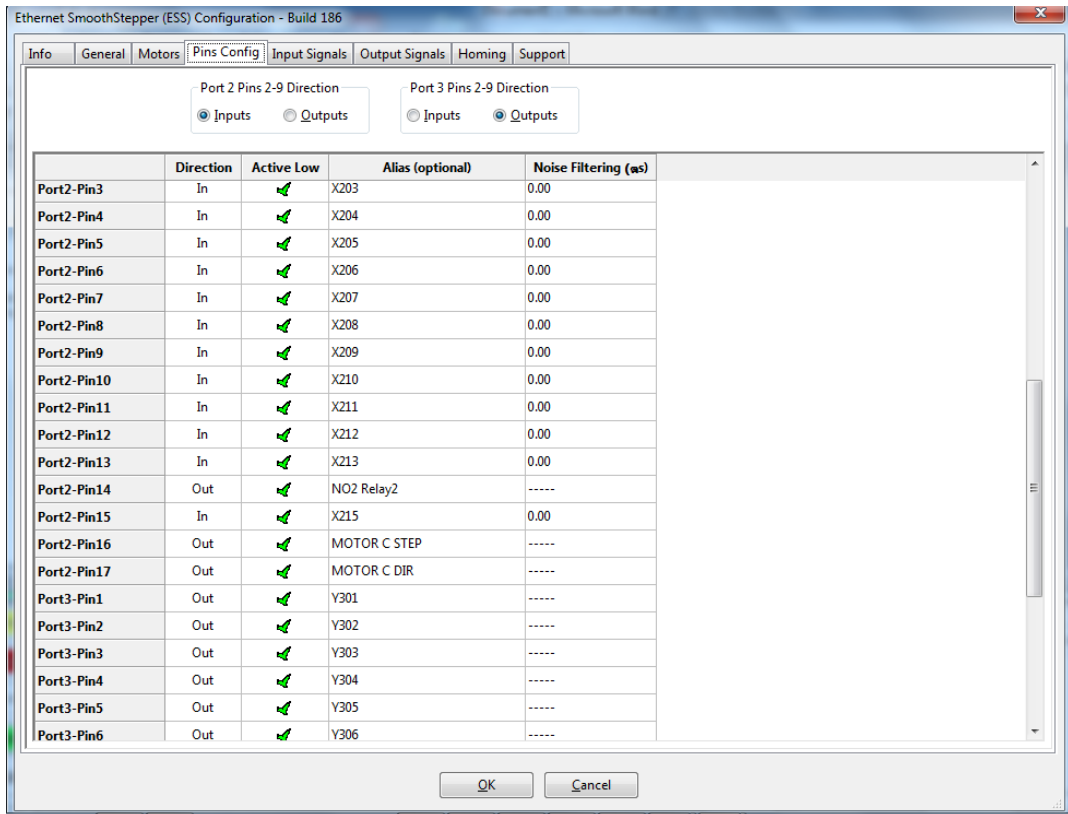 Ethernet SmoothStepper (ESS) Configuration - Build 186
Info General Motors Pins Config Input Signals Output Signals Homing Support
Port 2 Pins 2-9 Direction Port 3 Pins 2-9 Direction
Inputs Outputs Inputs Outputs
Direction Active Low Alias (optional) Noise Filtering
Port2-Pin3 In X203 0.00
Port2-Pin4 In X204 0.00
Port2-Pin5 In X205 0.00
Port2-Pin6 In X206 0.00
Port2-Pin7 In X207 0.00
Port2-Pin8 In X208 0.00
Port2-Pin9 In X209 0.00
Port2-Pin10 In X210 0.00
Port2-Pin11 In X211 0.00
Port2-Pin12 In X212 0.00
Port2-Pin13 In X213 0.00
Port2-Pin14 Out NO2 Relay2 -----
Port2-Pin15 In X215 0.00
Port2-Pin16 Out MOTOR C STEP -----
Port2-Pin17 Out MOTOR C DIR -----
Port3-Pin1 Out Y301 -----
Port3-Pin2 Out Y302 -----
Port3-Pin3 Out Y303 -----
Port3-Pin4 Out Y304 -----
Port3-Pin5 Out Y305 -----
Port3-Pin6 Out Y306 -----
OK Cancel